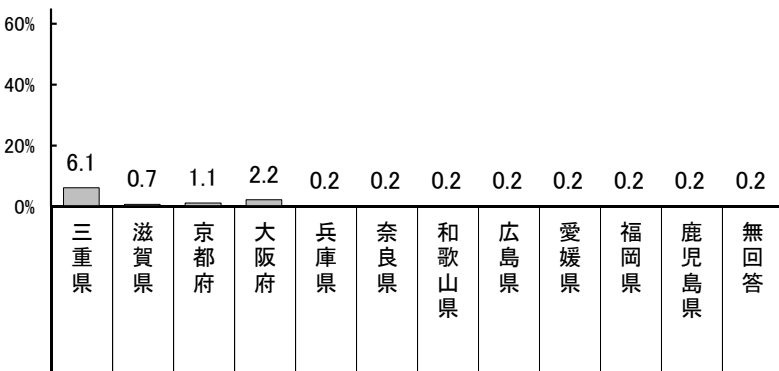 60%
40%
20%
0%
6.1
0.7
1.1
2.2
0.2
0.2
0.2
0.2
0.2
0.2
0.2
0.2
三重県
滋賀県
京都府
大阪府
兵庫県
奈良県
和歌山県
広島県
愛媛県
福岡県
鹿児島県
無回答